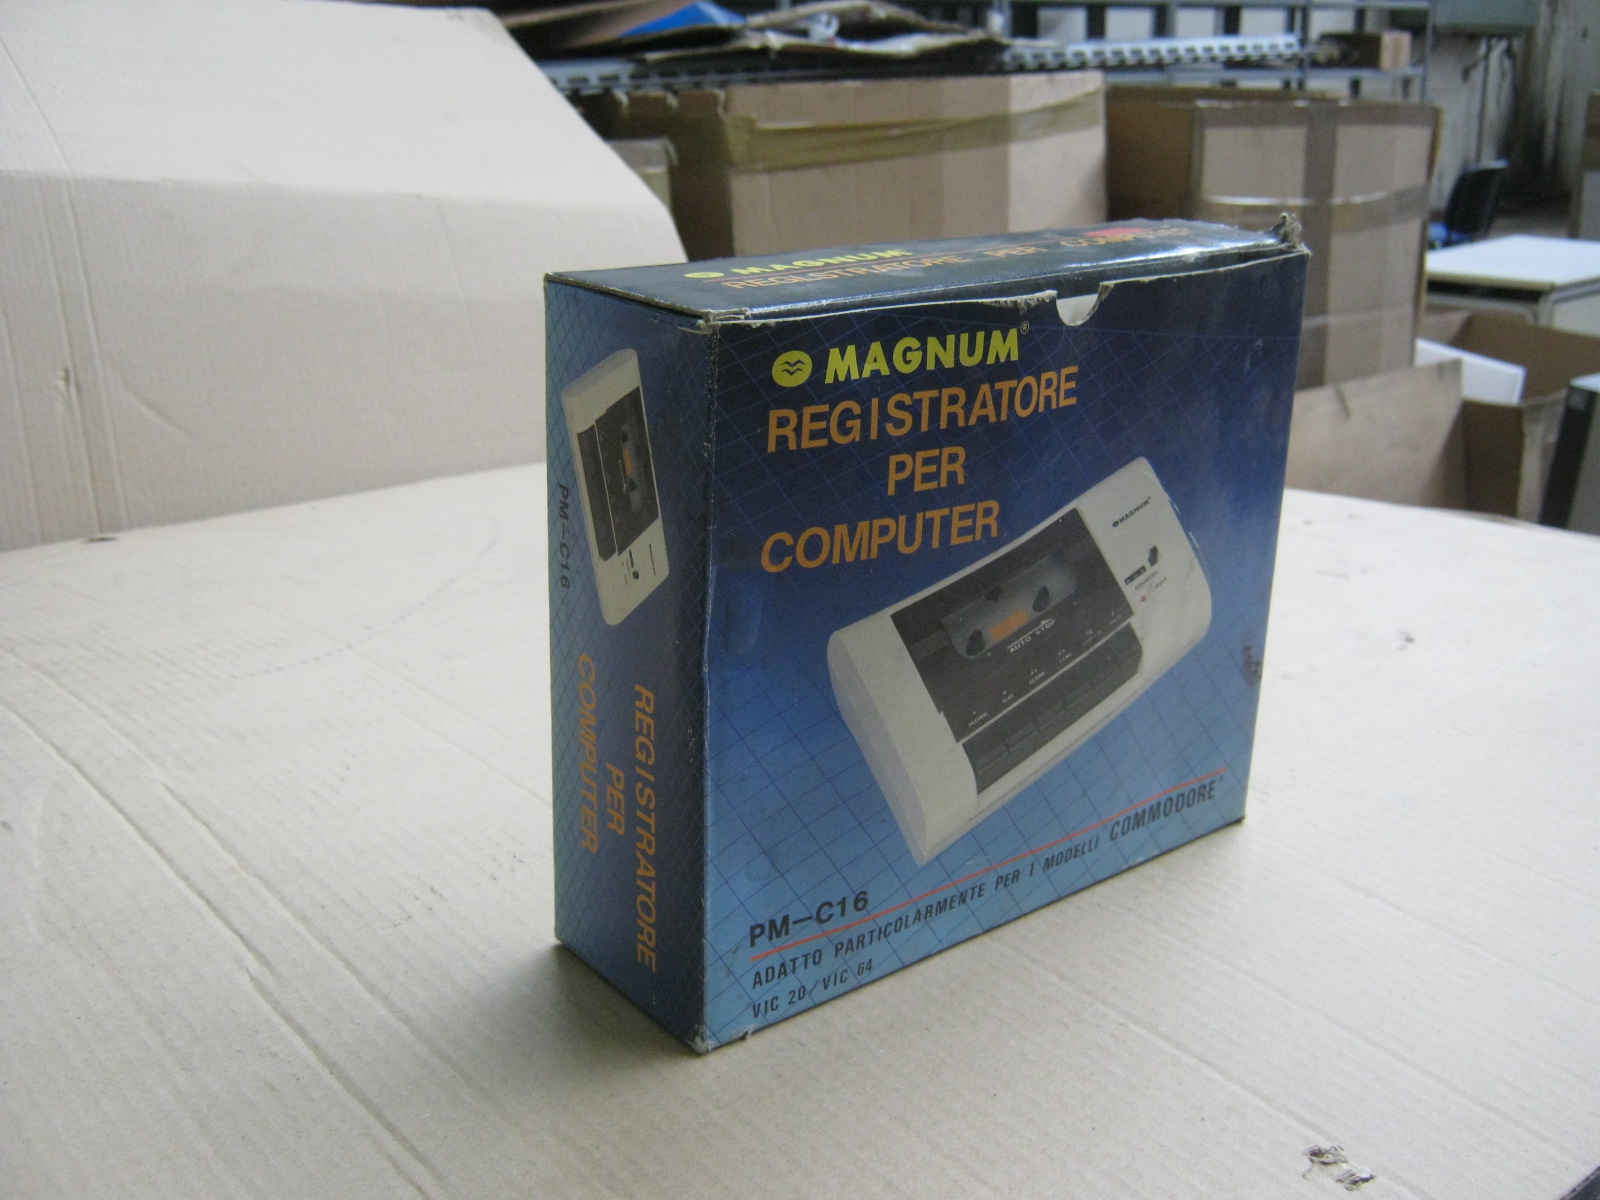 MAGNUM
REGISTRATORE PER COMPUTER
MAGNUM®
REGISTRATORE
PER
COMPUTER
MAGNUM
AUTO STOP
PM-C16
ADATTO PARTICOLARMENTE PER I MODELLI COMMODORE
VIC 20/VIC 64
PM-C16
REGISTRATORE
PER
COMPUTER